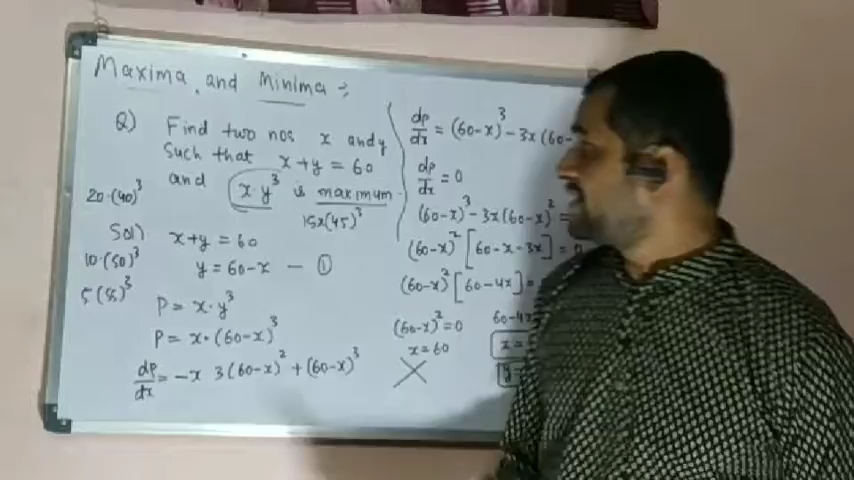 Maxima and Minima :
Q) Find two nos x and y
such that x+y = 60
and x·y³ is maximum
20·(40)³
15x(45)³
Sol) x+y = 60
10·(50)³
y = 60-x — ①
5(55)³
P = x·y³
P = x·(60-x)³
dp/dx = -x 3(60-x)² + (60-x)³
dp/dx = (60-x)³ - 3x(60-
dp/dx = 0
(60-x)³ - 3x(60-x)² =
(60-x)² [60-x-3x] = 0
(60-x)² [60-4x] =
(60-x)² = 0 60-4x
x = 60 x =
y =